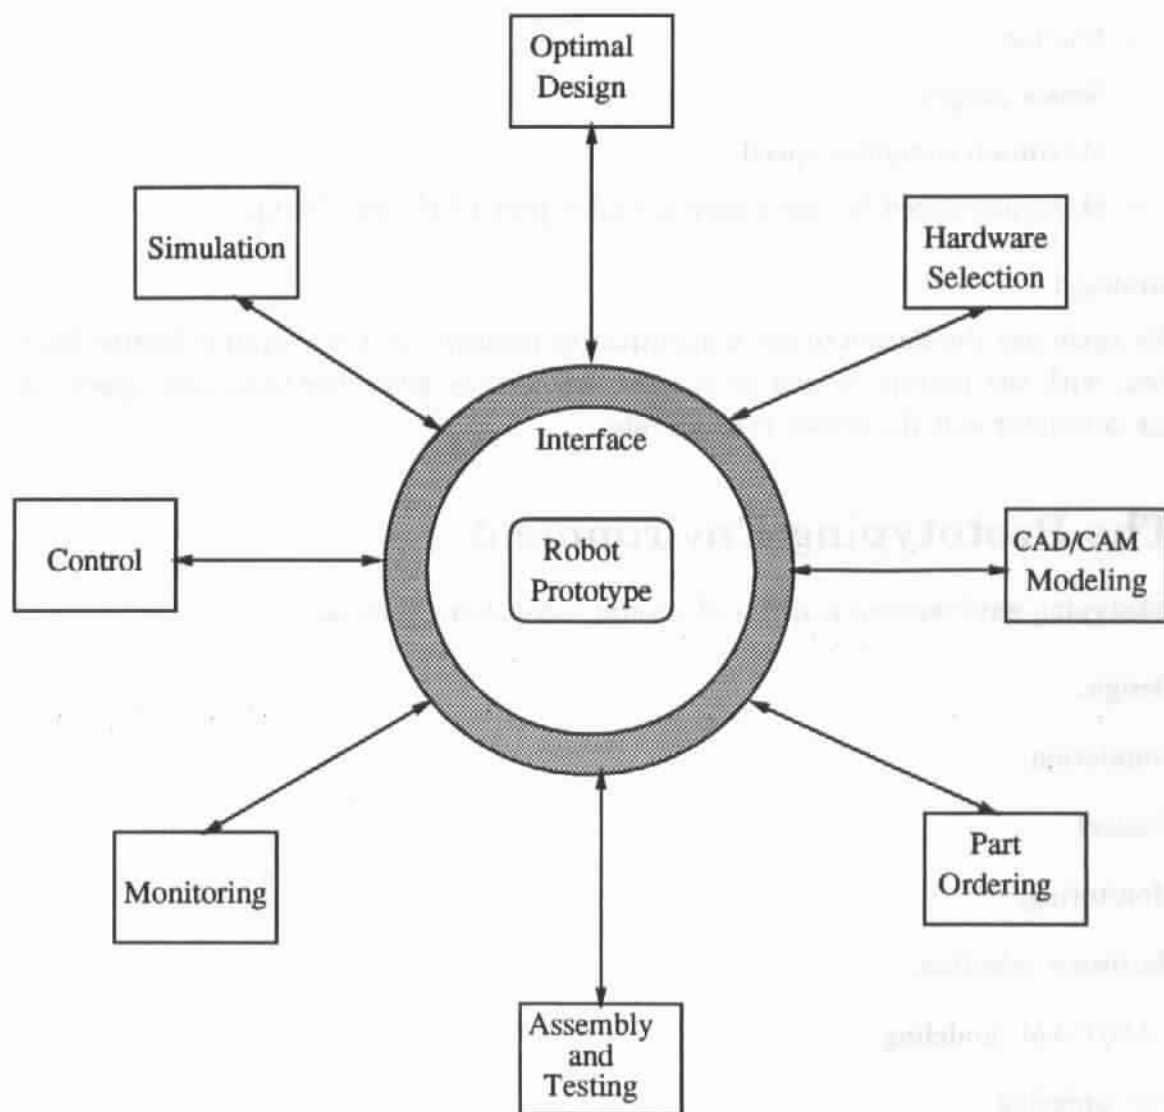 Optimal
Design
Simulation
Hardware
Selection
Interface
Robot
Prototype
Control
CAD/CAM
Modeling
Monitoring
Part
Ordering
Assembly
and
Testing